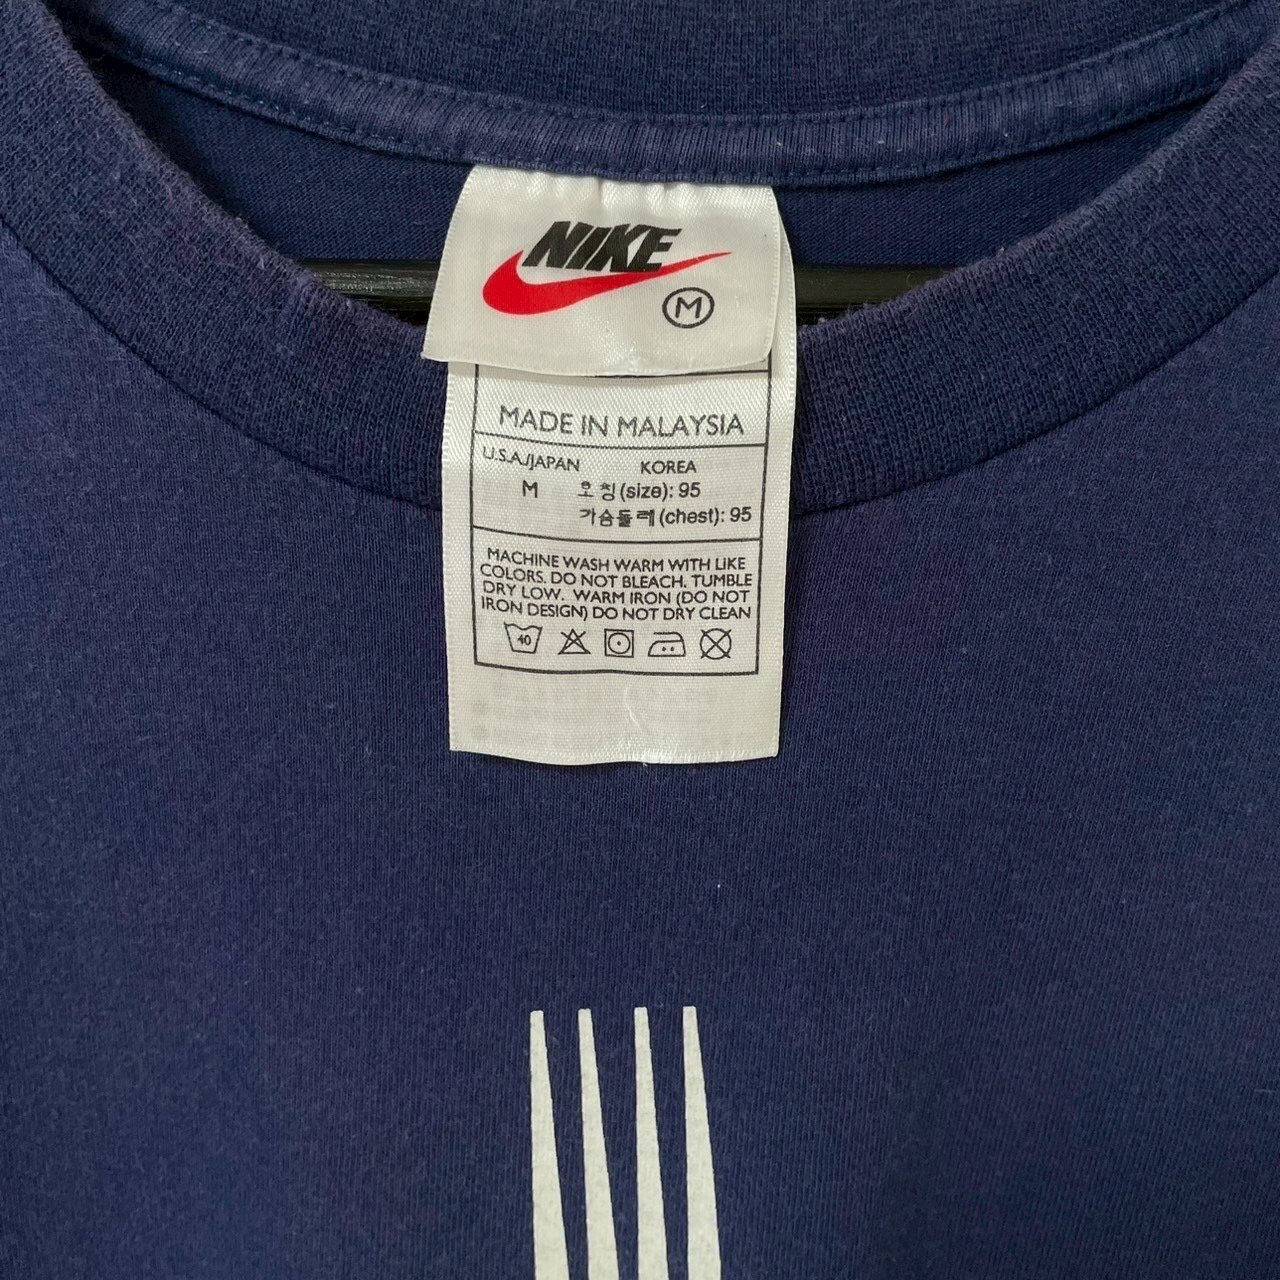 NIKE
M
MADE IN MALAYSIA
U.S.A./JAPAN KOREA
M 호칭(size): 95
가슴둘레(chest): 95
MACHINE WASH WARM WITH LIKE
COLORS. DO NOT BLEACH. TUMBLE
DRY LOW. WARM IRON (DO NOT
IRON DESIGN) DO NOT DRY CLEAN
40